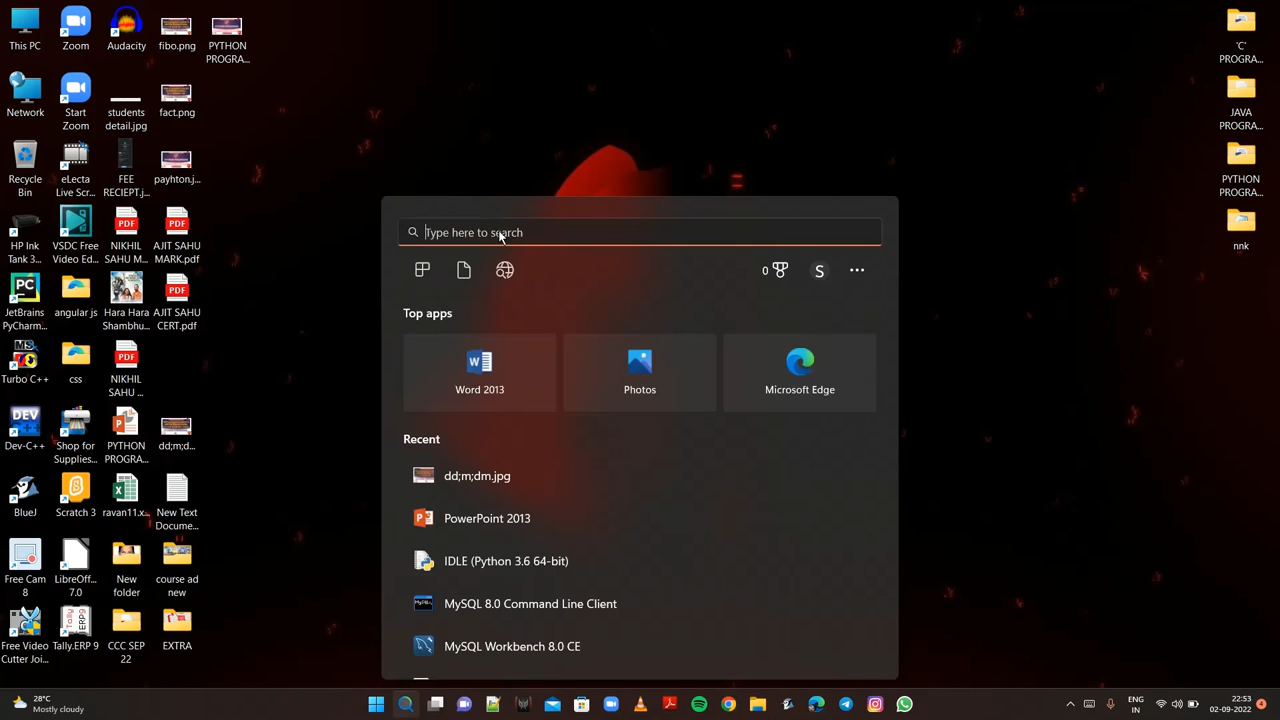 This PC
Zoom
Audacity
fibo.png
PYTHON
PROGRA...
Network
Start
Zoom
students
detail.jpg
fact.png
Recycle
Bin
eLecta
Live Scr...
FEE
RECIEPT.j...
payhton.j...
HP Ink
Tank 3...
VSDC Free
Video Ed...
NIKHIL
SAHU M...
AJIT SAHU
MARK.pdf
JetBrains
PyCharm...
angular js
Hara Hara
Shambhu...
AJIT SAHU
CERT.pdf
Turbo C++
css
NIKHIL
SAHU ...
Dev-C++
Shop for
Supplies...
PYTHON
PROGRA...
dd;m;d...
BlueJ
Scratch 3
ravan11.x...
New Text
Docume...
Free Cam
8
LibreOff...
7.0
New
folder
course ad
new
Free Video
Cutter Joi...
Tally.ERP 9
CCC SEP
22
EXTRA
'C'
PROGRA...
JAVA
PROGRA...
PYTHON
PROGRA...
nnk
Type here to search
0
S
Top apps
Word 2013
Photos
Microsoft Edge
Recent
dd;m;dm.jpg
PowerPoint 2013
IDLE (Python 3.6 64-bit)
MySQL 8.0 Command Line Client
MySQL Workbench 8.0 CE
28°C
Mostly cloudy
ENG
IN
22:53
02-09-2022
4